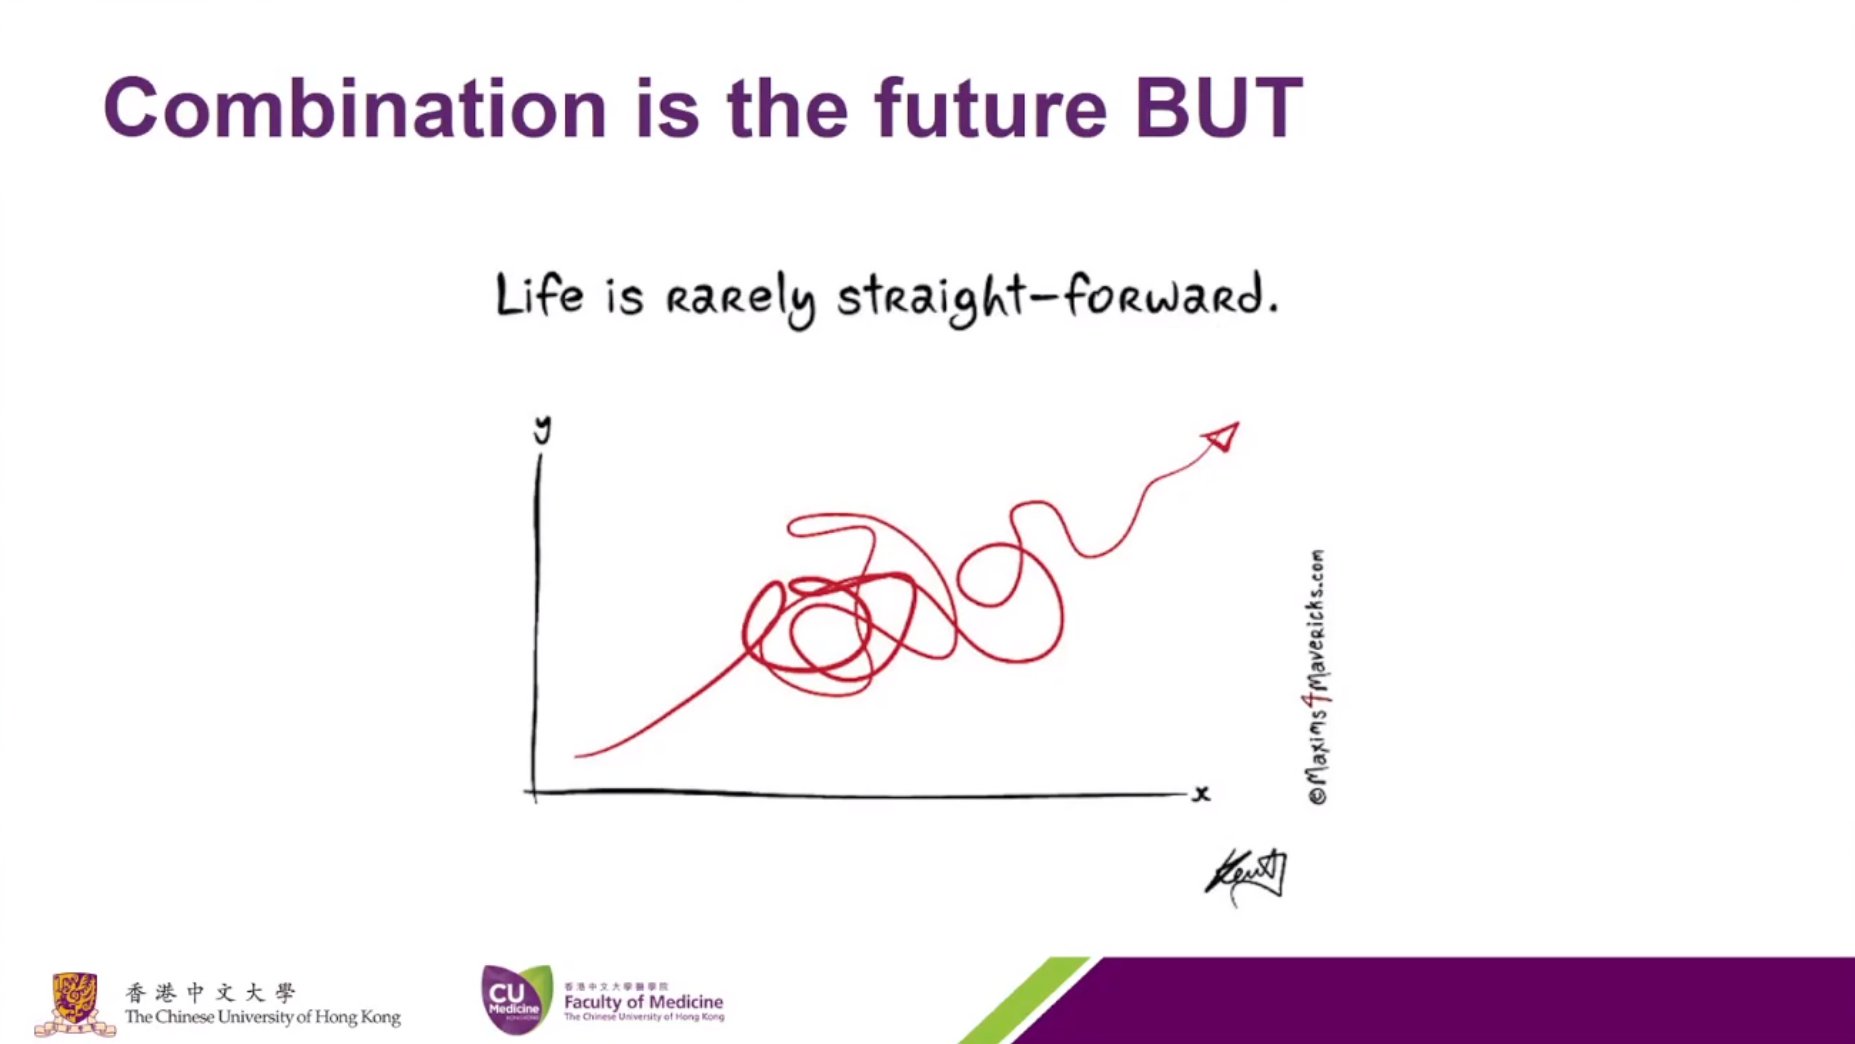 Combination is the future BUT
Life is rarely straight-forward.
y
x
©Maxims4Mavericks.com
Kent
香港中文大學
The Chinese University of Hong Kong
CU
Medicine
HONG KONG
香港中文大學醫學院
Faculty of Medicine
The Chinese University of Hong Kong